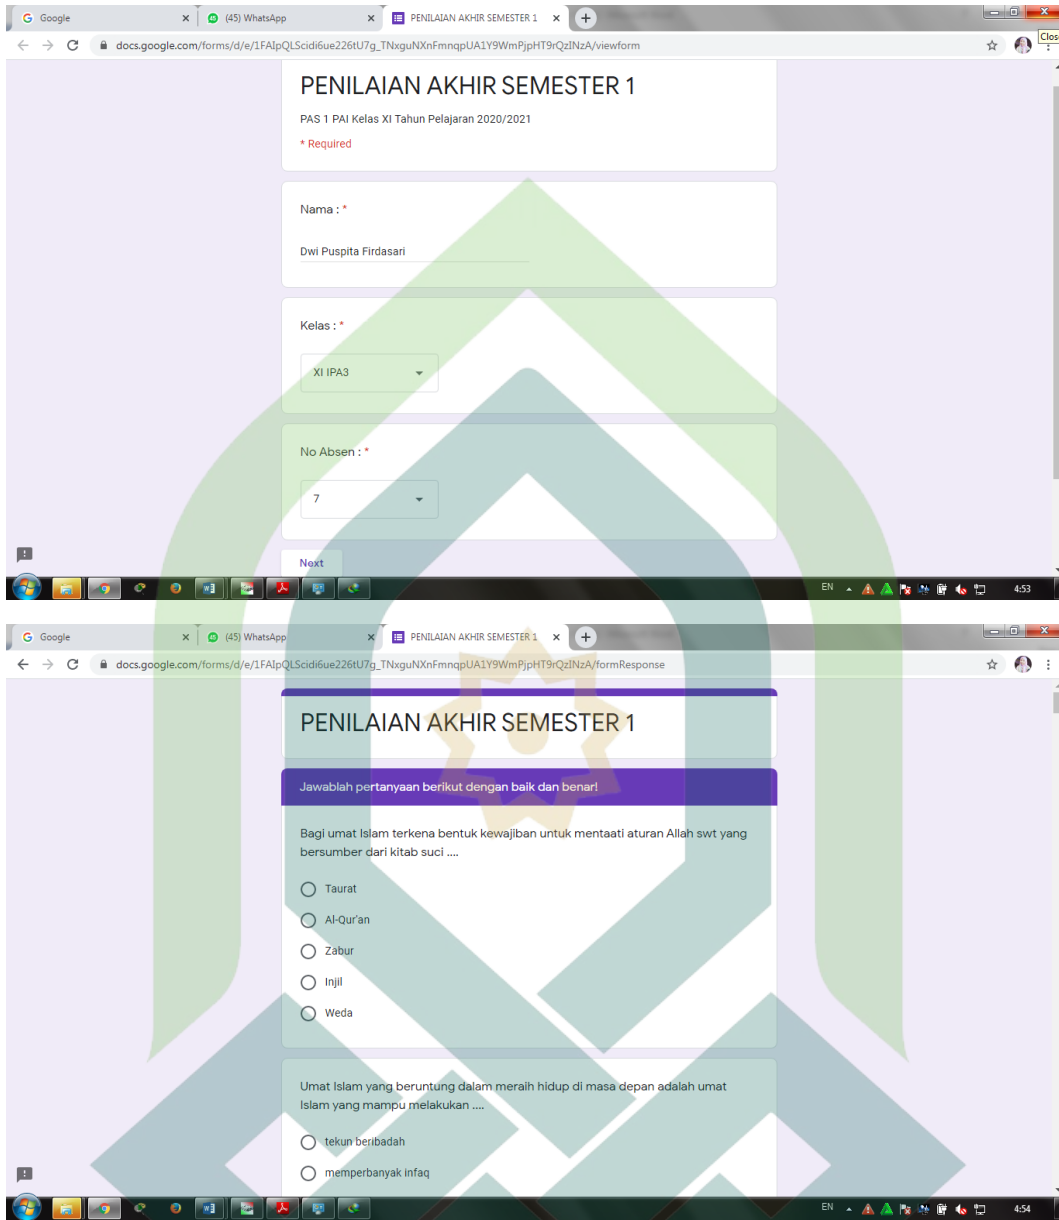 Google
(45) WhatsApp
PENILAIAN AKHIR SEMESTER 1
docs.google.com/forms/d/e/1FAIpQLScidi6ue226tU7g_TNxguNXnFmnqpUA1Y9WmPjpHT9rQzINzA/viewform
Clos
PENILAIAN AKHIR SEMESTER 1
PAS 1 PAI Kelas XI Tahun Pelajaran 2020/2021
* Required
Nama : *
Dwi Puspita Firdasari
Kelas : *
XI IPA3
No Absen : *
7
Next
EN
4:53
Google
(45) WhatsApp
PENILAIAN AKHIR SEMESTER 1
docs.google.com/forms/d/e/1FAIpQLScidi6ue226tU7g_TNxguNXnFmnqpUA1Y9WmPjpHT9rQzINzA/formResponse
PENILAIAN AKHIR SEMESTER 1
Jawablah pertanyaan berikut dengan baik dan benar!
Bagi umat Islam terkena bentuk kewajiban untuk mentaati aturan Allah swt yang
bersumber dari kitab suci ....
Taurat
Al-Qur'an
Zabur
Injil
Weda
Umat Islam yang beruntung dalam meraih hidup di masa depan adalah umat
Islam yang mampu melakukan ....
tekun beribadah
memperbanyak infaq
EN
4:54